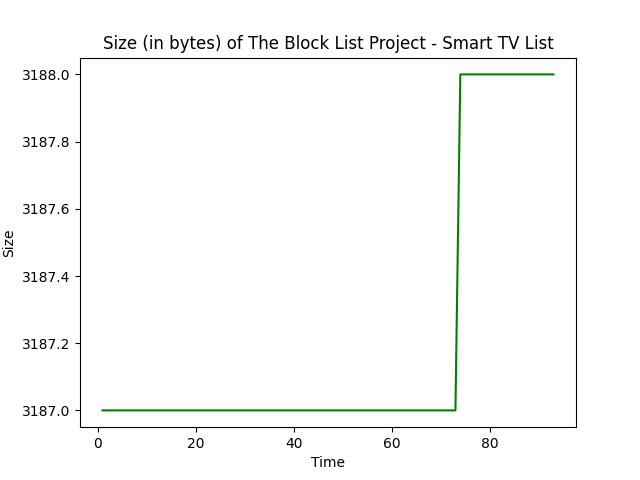 Size (in bytes) of The Block List Project - Smart TV List
3188.0
3187.8
3187.6
3187.4
3187.2
3187.0
Size
0 20 40 60 80
Time